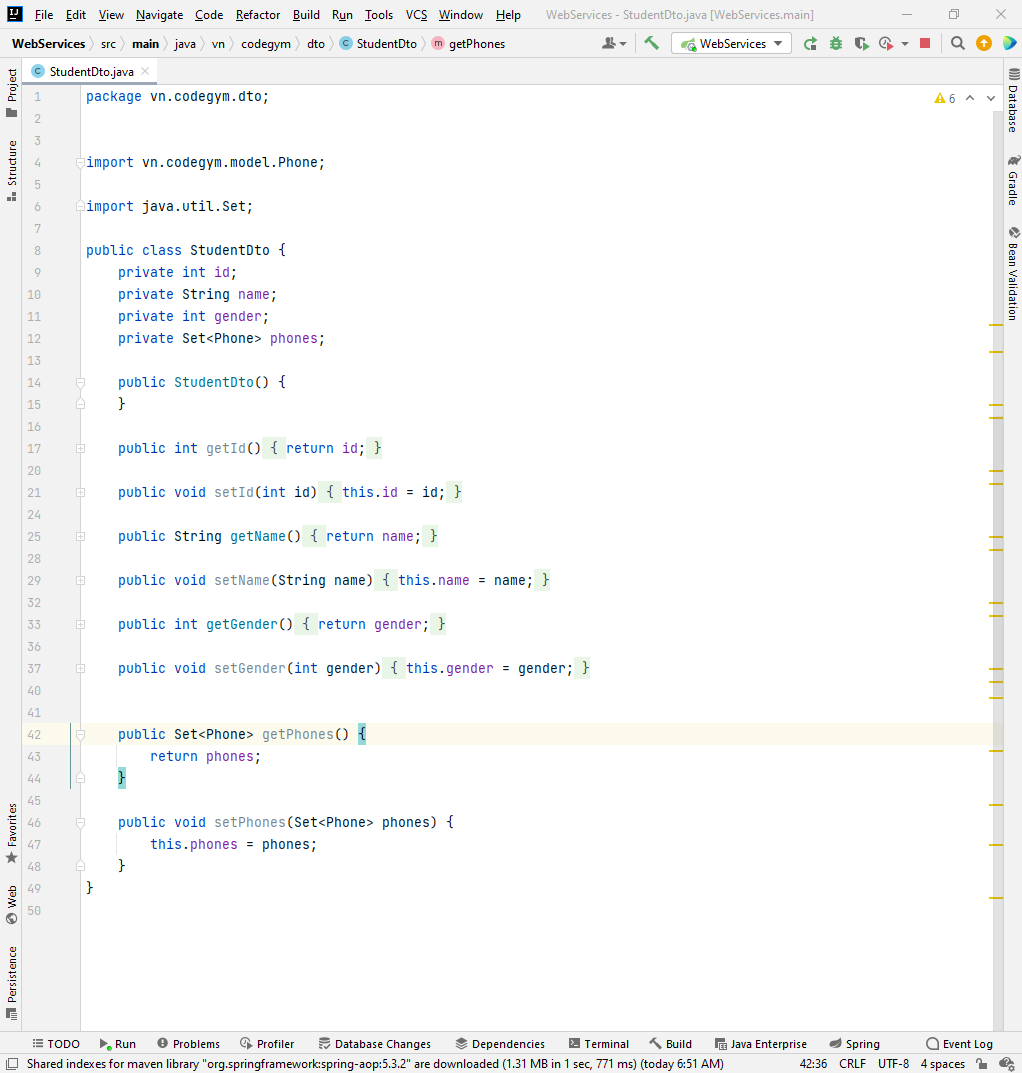 File Edit View Navigate Code Refactor Build Run Tools VCS Window Help WebServices - StudentDto.java [WebServices.main]
WebServices src main java vn codegym dto StudentDto getPhones WebServices
StudentDto.java
1 package vn.codegym.dto; 6
2
3
4 import vn.codegym.model.Phone;
5
6 import java.util.Set;
7
8 public class StudentDto {
9 private int id;
10 private String name;
11 private int gender;
12 private Set<Phone> phones;
13
14 public StudentDto() {
15 }
16
17 public int getId() { return id; }
20
21 public void setId(int id) { this.id = id; }
24
25 public String getName() { return name; }
28
29 public void setName(String name) { this.name = name; }
32
33 public int getGender() { return gender; }
36
37 public void setGender(int gender) { this.gender = gender; }
40
41
42 public Set<Phone> getPhones() {
43 return phones;
44 }
45
46 public void setPhones(Set<Phone> phones) {
47 this.phones = phones;
48 }
49 }
50
Project
Structure
Favorites
Web
Persistence
Database
Gradle
Bean Validation
TODO Run Problems Profiler Database Changes Dependencies Terminal Build Java Enterprise Spring Event Log
Shared indexes for maven library "org.springframework:spring-aop:5.3.2" are downloaded (1.31 MB in 1 sec, 771 ms) (today 6:51 AM) 42:36 CRLF UTF-8 4 spaces